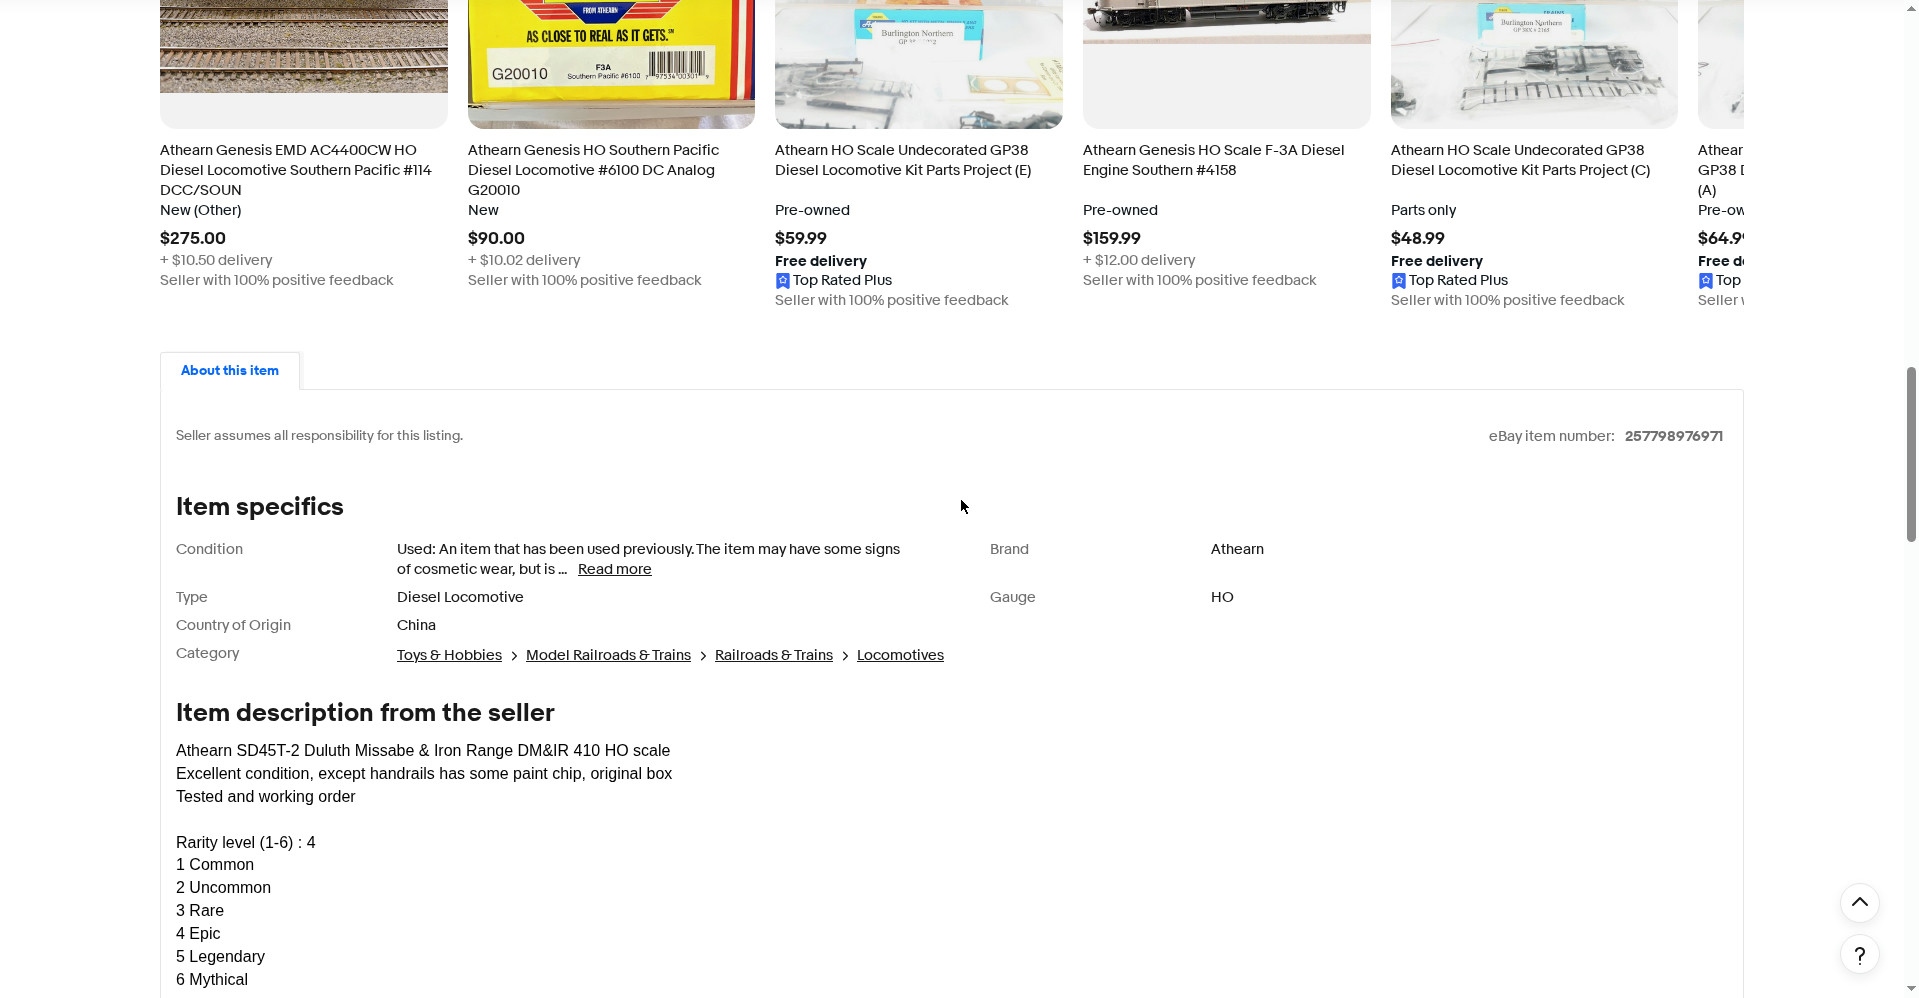 FROM ATHEARN
AS CLOSE TO REAL AS IT GETS.℠
G20010
F3A
Southern Pacific #6100
Burlington Northern
Burlington Northern
Athearn Genesis EMD AC4400CW HO
Diesel Locomotive Southern Pacific #114
DCC/SOUN
New (Other)
$275.00
+ $10.50 delivery
Seller with 100% positive feedback
Athearn Genesis HO Southern Pacific
Diesel Locomotive #6100 DC Analog
G20010
New
$90.00
+ $10.02 delivery
Seller with 100% positive feedback
Athearn HO Scale Undecorated GP38
Diesel Locomotive Kit Parts Project (E)
Pre-owned
$59.99
Free delivery
Top Rated Plus
Seller with 100% positive feedback
Athearn Genesis HO Scale F-3A Diesel
Engine Southern #4158
Pre-owned
$159.99
+ $12.00 delivery
Seller with 100% positive feedback
Athearn HO Scale Undecorated GP38
Diesel Locomotive Kit Parts Project (C)
Parts only
$48.99
Free delivery
Top Rated Plus
Seller with 100% positive feedback
Athear
GP38 D
(A)
Pre-ow
$64.99
Free de
Top
Seller w
About this item
Seller assumes all responsibility for this listing.
eBay item number: 257798976971
Item specifics
Condition
Used: An item that has been used previously. The item may have some signs
of cosmetic wear, but is ... Read more
Brand
Athearn
Type
Diesel Locomotive
Gauge
HO
Country of Origin
China
Category
Toys & Hobbies > Model Railroads & Trains > Railroads & Trains > Locomotives
Item description from the seller
Athearn SD45T-2 Duluth Missabe & Iron Range DM&IR 410 HO scale
Excellent condition, except handrails has some paint chip, original box
Tested and working order
Rarity level (1-6) : 4
1 Common
2 Uncommon
3 Rare
4 Epic
5 Legendary
6 Mythical